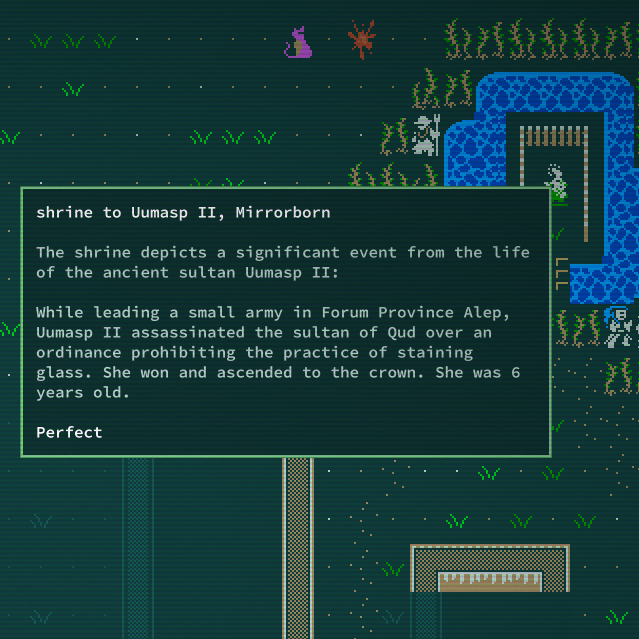 shrine to Uumasp II, Mirrorborn
The shrine depicts a significant event from the life
of the ancient sultan Uumasp II:
While leading a small army in Forum Province Alep,
Uumasp II assassinated the sultan of Qud over an
ordinance prohibiting the practice of staining
glass. She won and ascended to the crown. She was 6
years old.
Perfect